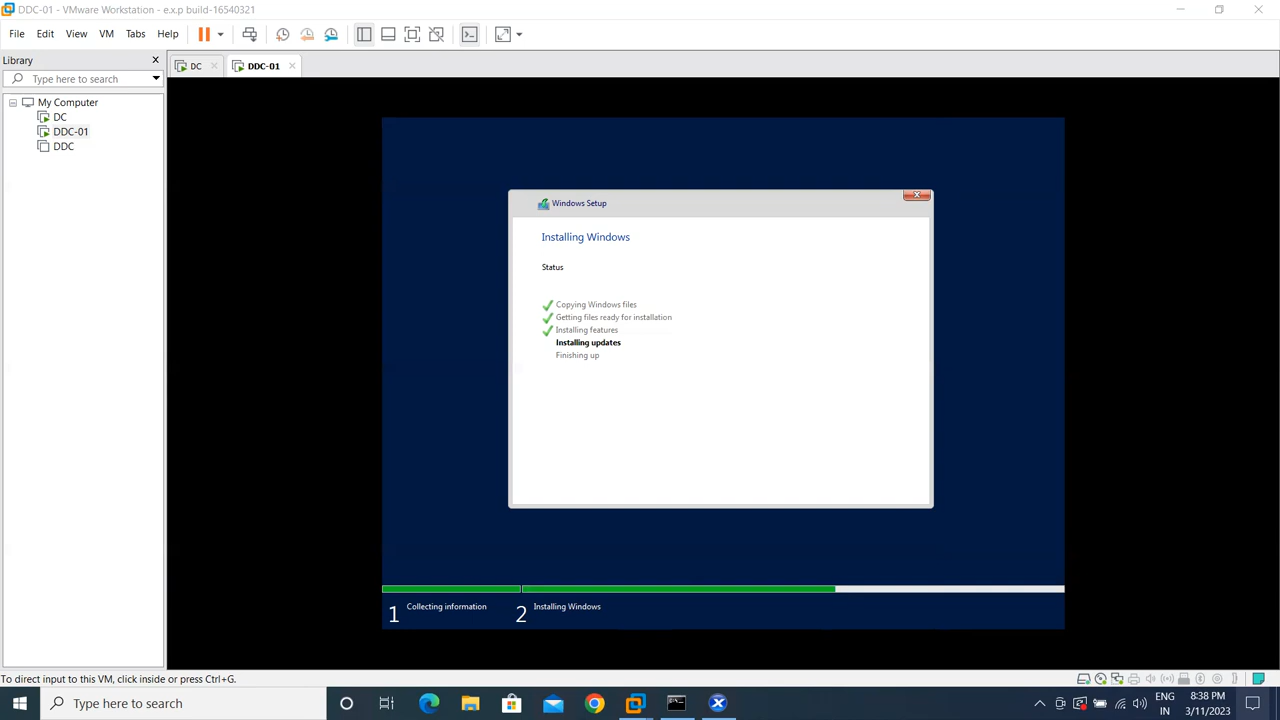 DDC-01 - VMware Workstation - e.x.p build-16540321
File Edit View VM Tabs Help
Library
Type here to search
My Computer
DC
DDC-01
DDC
DC
DDC-01
Windows Setup
Installing Windows
Status
Copying Windows files
Getting files ready for installation
Installing features
Installing updates
Finishing up
1 Collecting information
2 Installing Windows
To direct input to this VM, click inside or press Ctrl+G.
Type here to search
ENG
IN
8:38 PM
3/11/2023